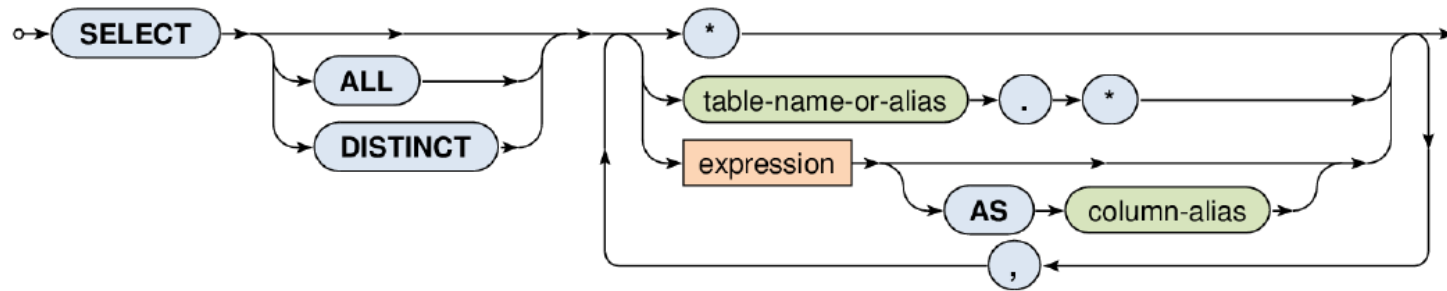 SELECT *
ALL table-name-or-alias . *
DISTINCT expression
AS column-alias
,